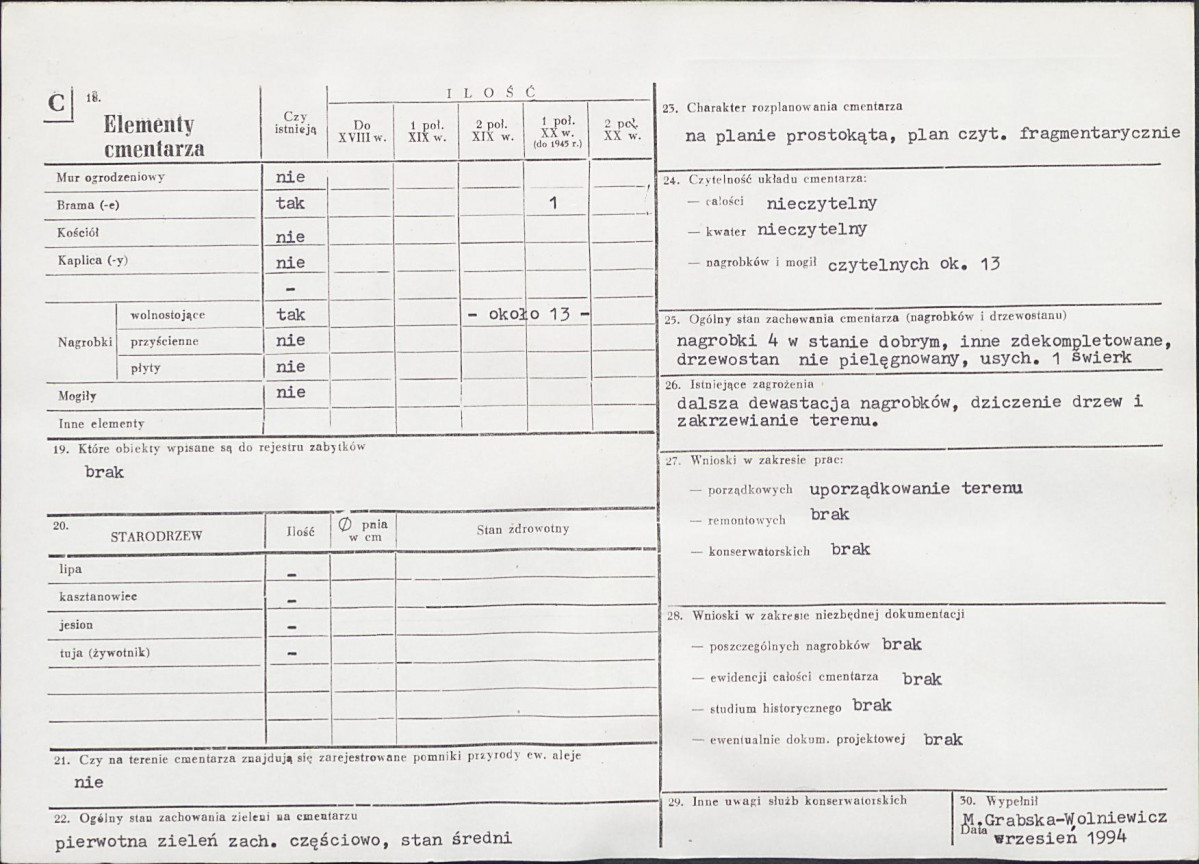 C 18.
Elementy
cmentarza
Czy
istnieją
ILOŚĆ
Do
XVIII w.
1 poł.
XIX w.
2 poł.
XIX w.
1 poł.
XX w.
(do 1945 r.)
2 poł.
XX w.
Mur ogrodzeniowy nie
Brama (-e) tak 1
Kościół nie
Kaplica (-y) nie
-
Nagrobki
wolnostojące tak - około 13 -
przyścienne nie
płyty nie
Mogiły nie
Inne elementy
19. Które obiekty wpisane są do rejestru zabytków
brak
20.
STARODRZEW
Ilość
Ø pnia
w cm
Stan zdrowotny
lipa -
kasztanowiec -
jesion -
tuja (żywotnik) -
21. Czy na terenie cmentarza znajdują się zarejestrowane pomniki przyrody ew. aleje
nie
22. Ogólny stan zachowania zieleni na cmentarzu
pierwotna zieleń zach. częściowo, stan średni
23. Charakter rozplanowania cmentarza
na planie prostokąta, plan czyt. fragmentarycznie
24. Czytelność układu cmentarza:
— całości nieczytelny
— kwater nieczytelny
— nagrobków i mogił czytelnych ok. 13
25. Ogólny stan zachowania cmentarza (nagrobków i drzewostanu)
nagrobki 4 w stanie dobrym, inne zdekompletowane,
drzewostan nie pielęgnowany, usych. 1 świerk
26. Istniejące zagrożenia
dalsza dewastacja nagrobków, dziczenie drzew i
zakrzewianie terenu.
27. Wnioski w zakresie prac:
— porządkowych uporządkowanie terenu
— remontowych brak
— konserwatorskich brak
28. Wnioski w zakresie niezbędnej dokumentacji
— poszczególnych nagrobków brak
— ewidencji całości cmentarza brak
— studium historycznego brak
— ewentualnie dokum. projektowej brak
29. Inne uwagi służb konserwatorskich
30. Wypełnił
M.Grabska-Wolniewicz
Data wrzesień 1994